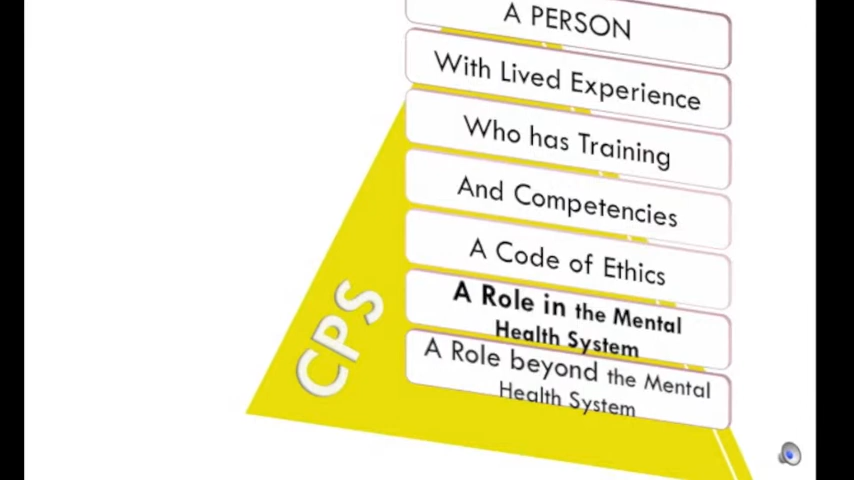 A PERSON
With Lived Experience
Who has Training
And Competencies
A Code of Ethics
A Role in the Mental
Health System
A Role beyond the Mental
Health System
CPS